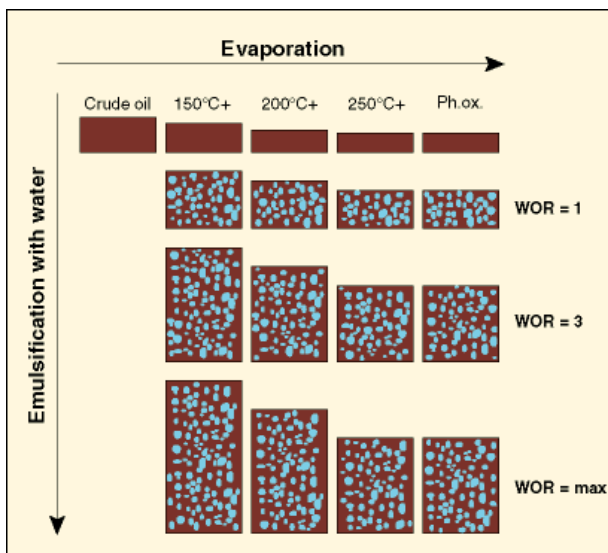 Evaporation
Crude oil 150°C+ 200°C+ 250°C+ Ph.ox.
Emulsification with water
WOR = 1
WOR = 3
WOR = max